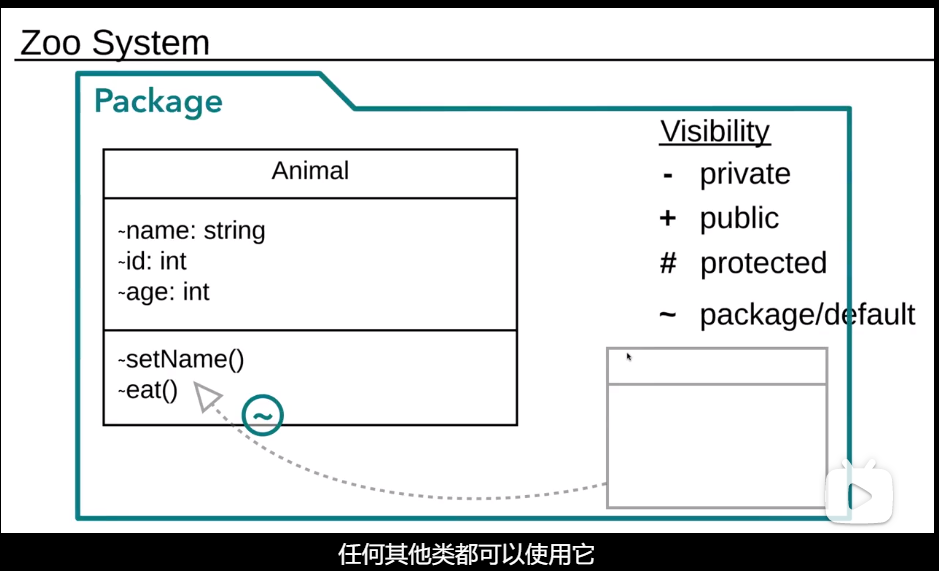 Zoo System
Package
Animal
~name: string
~id: int
~age: int
-setName()
~eat()
~
Visibility
- private
+ public
# protected
~ package/default
任何其他类都可以使用它